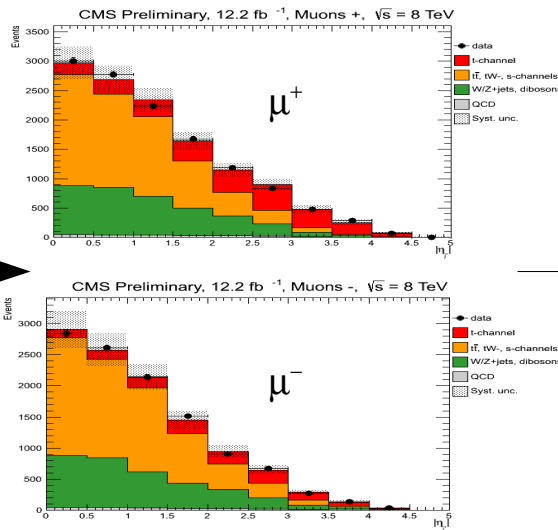 CMS Preliminary, 12.2 fb⁻¹, Muons +, √s = 8 TeV
Events
3500
3000
2500
2000
1500
1000
500
0
μ⁺
data
t-channel
tt̅, tW-, s-channels
W/Z+jets, dibosons
QCD
Syst. unc.
0 0.5 1 1.5 2 2.5 3 3.5 4 4.5 5
|ηⱼ|
CMS Preliminary, 12.2 fb⁻¹, Muons -, √s = 8 TeV
Events
3000
2500
2000
1500
1000
500
0
μ⁻
data
t-channel
tt̅, tW-, s-channels
W/Z+jets, dibosons
QCD
Syst. unc.
0 0.5 1 1.5 2 2.5 3 3.5 4 4.5 5
|ηⱼ|